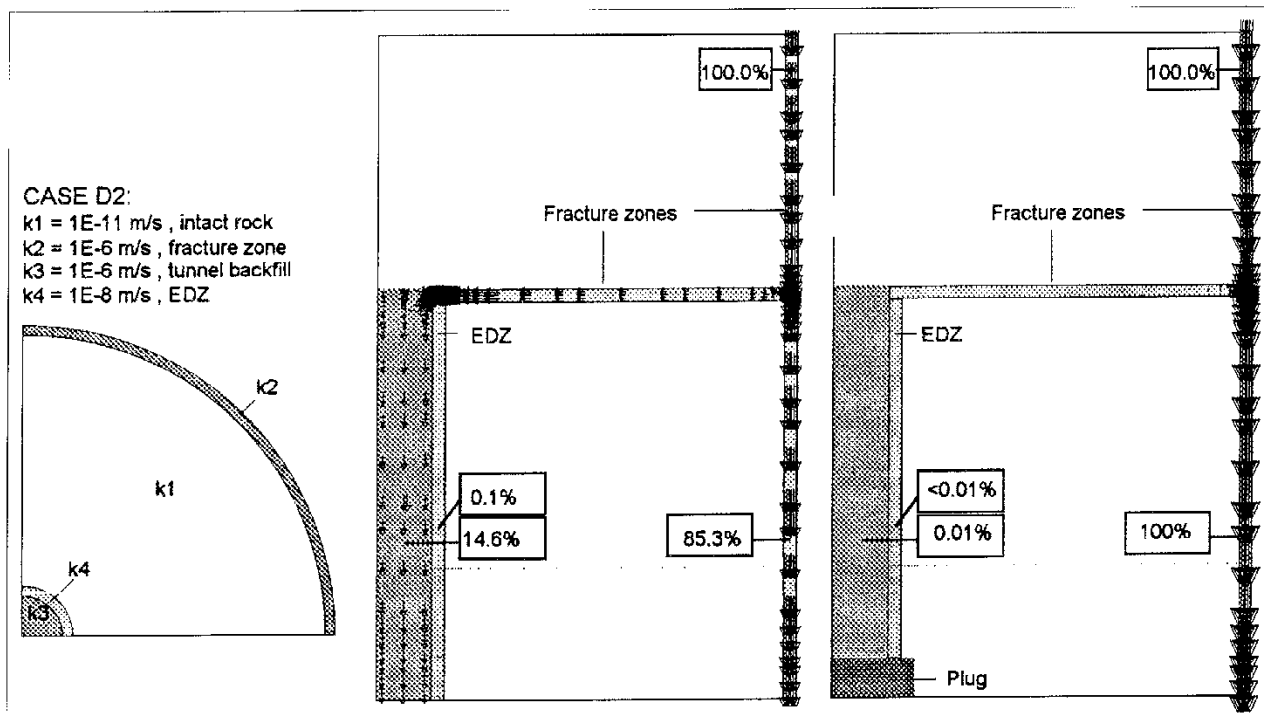 CASE D2:
k1 = 1E-11 m/s , intact rock
k2 = 1E-6 m/s , fracture zone
k3 = 1E-6 m/s , tunnel backfill
k4 = 1E-8 m/s , EDZ
k2
k1
k4
k3
100.0%
Fracture zones
EDZ
0.1%
14.6%
85.3%
100.0%
Fracture zones
EDZ
<0.01%
0.01%
100%
Plug